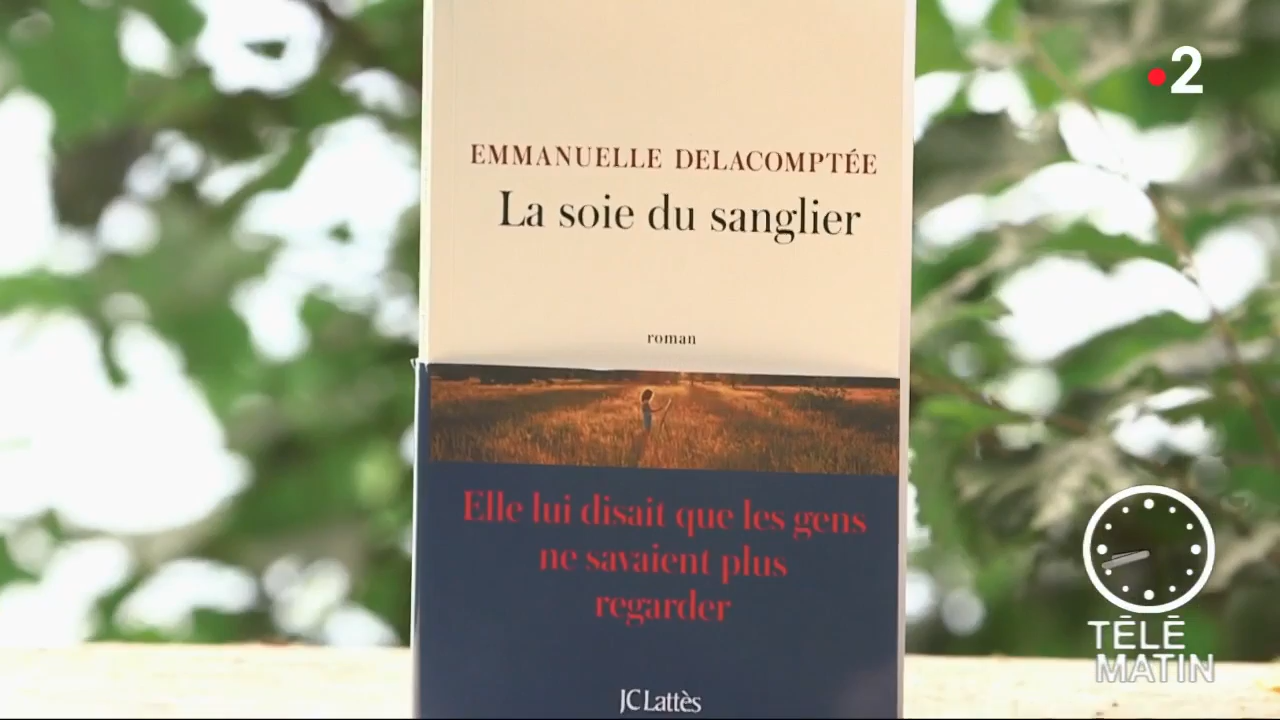 2
EMMANUELLE DELACOMPTÉE
La soie du sanglier
roman
Elle lui disait que les gens
ne savaient plus
regarder
JC Lattès
TÉLÉ
MATIN